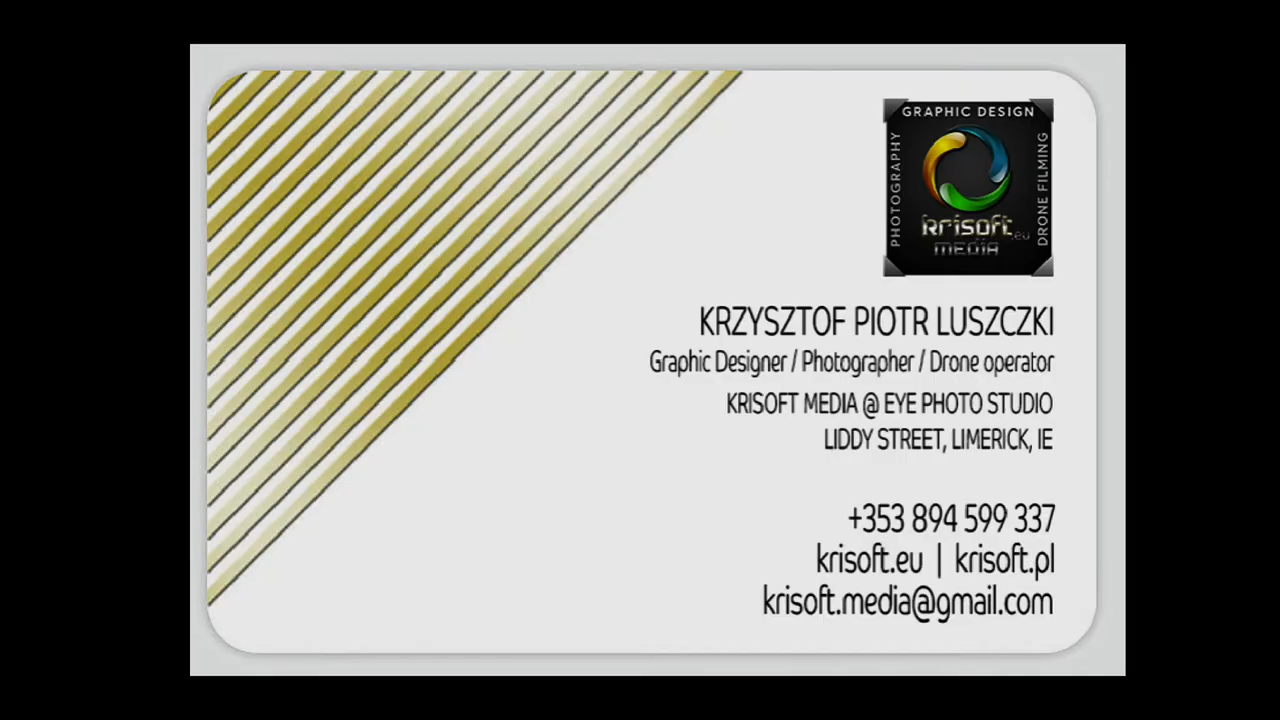 GRAPHIC DESIGN
PHOTOGRAPHY
DRONE FILMING
krisoft.eu
MEDIA
KRZYSZTOF PIOTR LUSZCZKI
Graphic Designer / Photographer / Drone operator
KRISOFT MEDIA @ EYE PHOTO STUDIO
LIDDY STREET, LIMERICK, IE
+353 894 599 337
krisoft.eu | krisoft.pl
krisoft.media@gmail.com